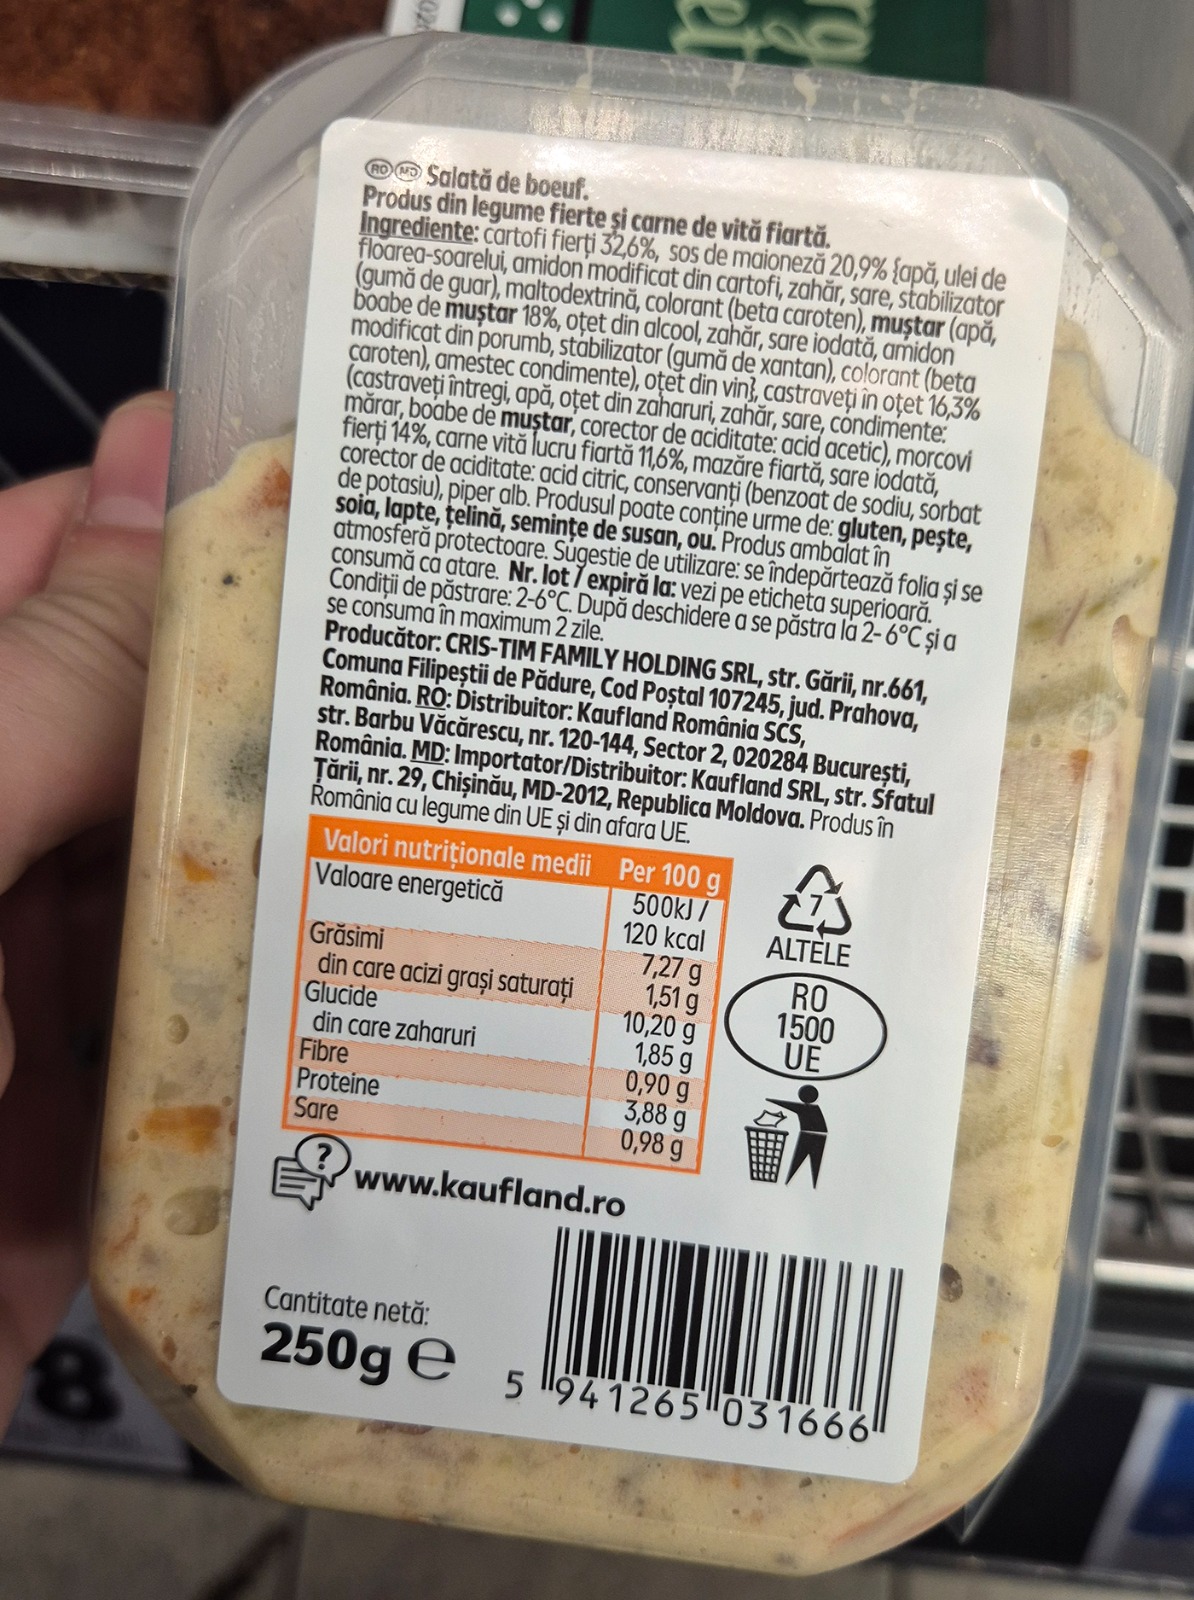 RO MD Salată de boeuf.
Produs din legume fierte și carne de vită fiartă.
Ingrediente: cartofi fierți 32,6%, sos de maioneză 20,9% {apă, ulei de
floarea-soarelui, amidon modificat din cartofi, zahăr, sare, stabilizator
(gumă de guar), maltodextrină, colorant (beta caroten), muștar (apă,
boabe de muștar 18%, oțet din alcool, zahăr, sare iodată, amidon
modificat din porumb, stabilizator (gumă de xantan), colorant (beta
caroten), amestec condimente), oțet din vin}, castraveți în oțet 16,3%
(castraveți întregi, apă, oțet din zaharuri, zahăr, sare, condimente:
mărar, boabe de muștar, corector de aciditate: acid acetic), morcovi
fierți 14%, carne vită lucru fiartă 11,6%, mazăre fiartă, sare iodată,
corector de aciditate: acid citric, conservanți (benzoat de sodiu, sorbat
de potasiu), piper alb. Produsul poate conține urme de: gluten, pește,
soia, lapte, țelină, semințe de susan, ou. Produs ambalat în
atmosferă protectoare. Sugestie de utilizare: se îndepărtează folia și se
consumă ca atare. Nr. lot / expiră la: vezi pe eticheta superioară.
Condiții de păstrare: 2-6°C. După deschidere a se păstra la 2-6°C și a
se consuma în maximum 2 zile.
Producător: CRIS-TIM FAMILY HOLDING SRL, str. Gării, nr.661,
Comuna Filipeștii de Pădure, Cod Poștal 107245, jud. Prahova,
România. RO: Distribuitor: Kaufland România SCS,
str. Barbu Văcărescu, nr. 120-144, Sector 2, 020284 București,
România. MD: Importator/Distribuitor: Kaufland SRL, str. Sfatul
Țării, nr. 29, Chișinău, MD-2012, Republica Moldova. Produs în
România cu legume din UE și din afara UE.
Valori nutriționale medii Per 100 g
Valoare energetică 500kJ /
120 kcal
Grăsimi 7,27 g
din care acizi grași saturați 1,51 g
Glucide 10,20 g
din care zaharuri 1,85 g
Fibre 0,90 g
Proteine 3,88 g
Sare 0,98 g
7
ALTELE
RO
1500
UE
?
www.kaufland.ro
Cantitate netă:
250g e
5 941265 031666
8